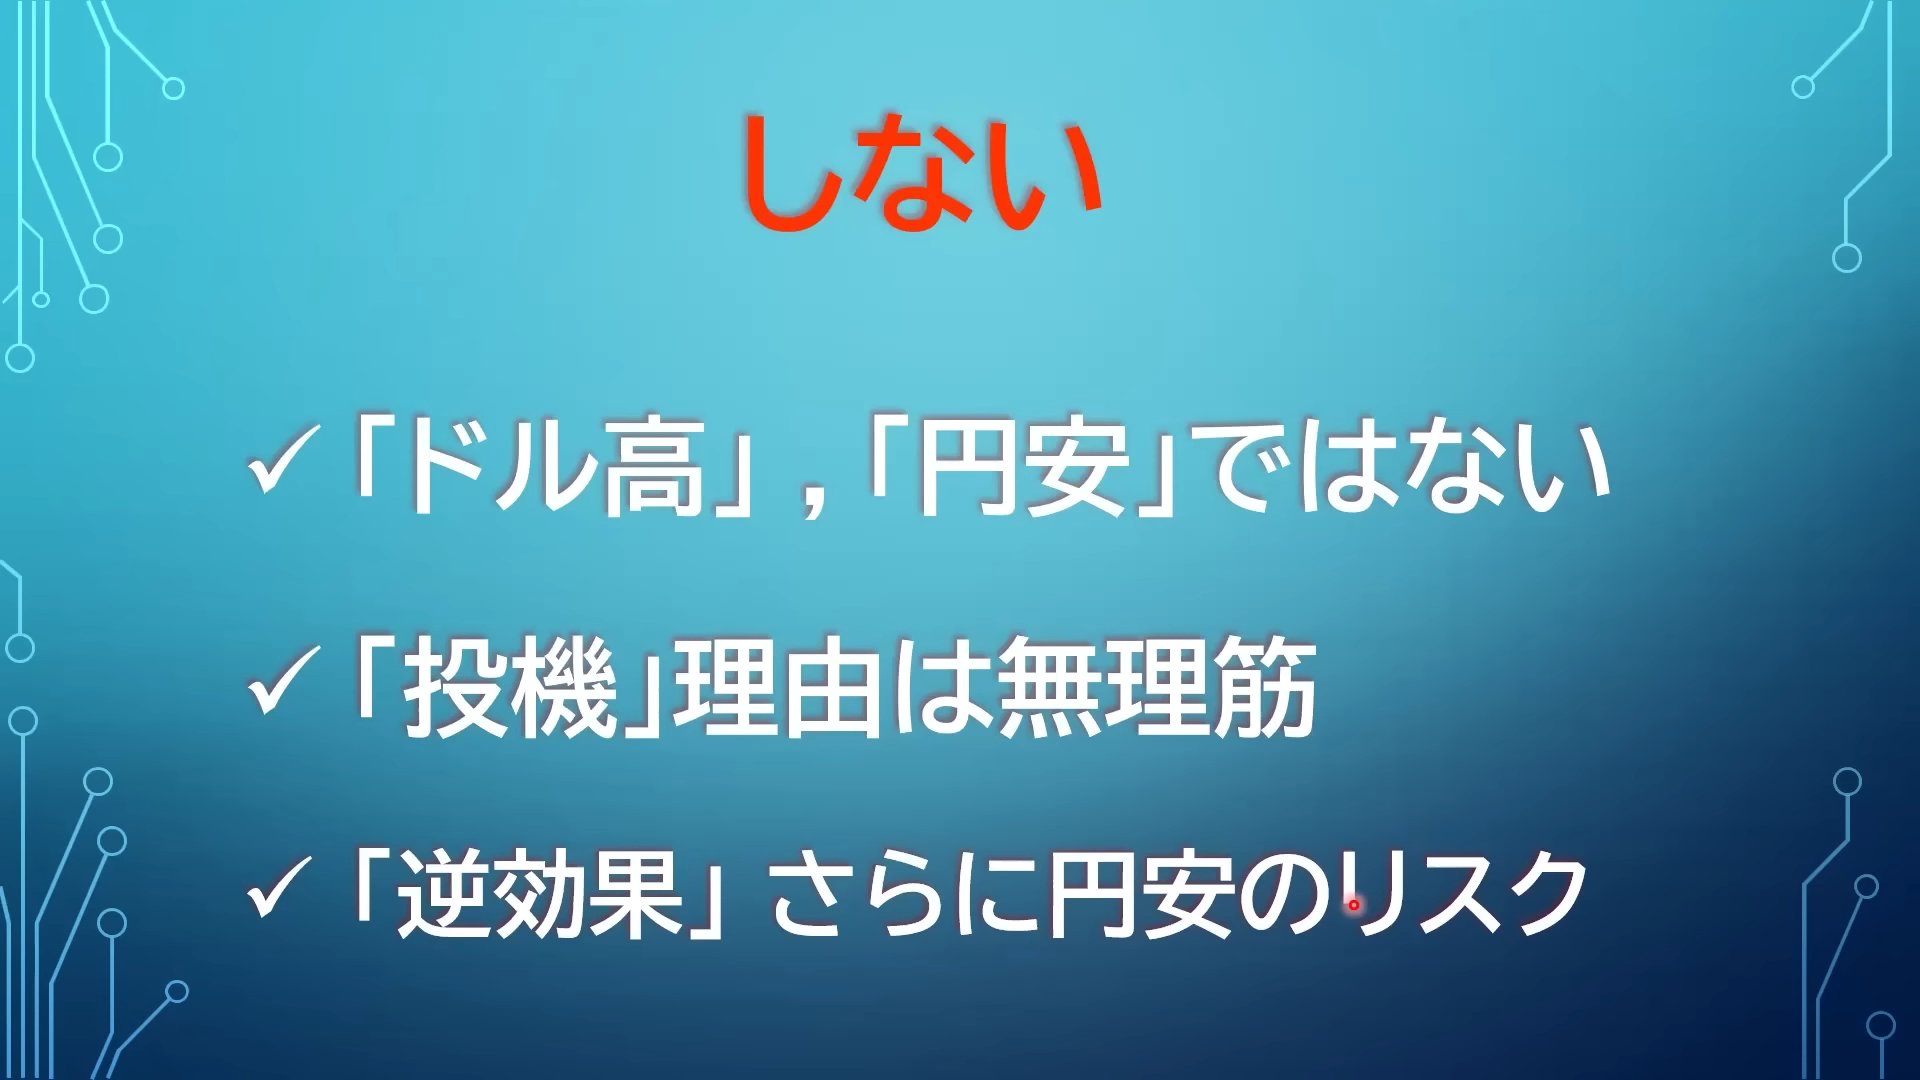 しない
✓「ドル高」,「円安」ではない
✓「投機」理由は無理筋
✓「逆効果」さらに円安のリスク